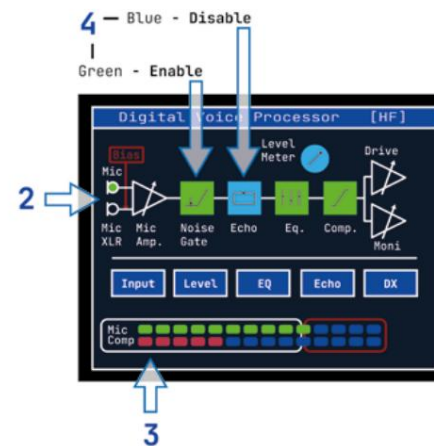 4 — Blue - Disable
Green - Enable
Digital Voice Processor [HF]
Level
Meter
Drive
Bias
Mic
2
Mic
XLR
Mic
Amp.
Noise
Gate
Echo
Eq.
Comp.
Moni
Input
Level
EQ
Echo
DX
Mic
Comp
3